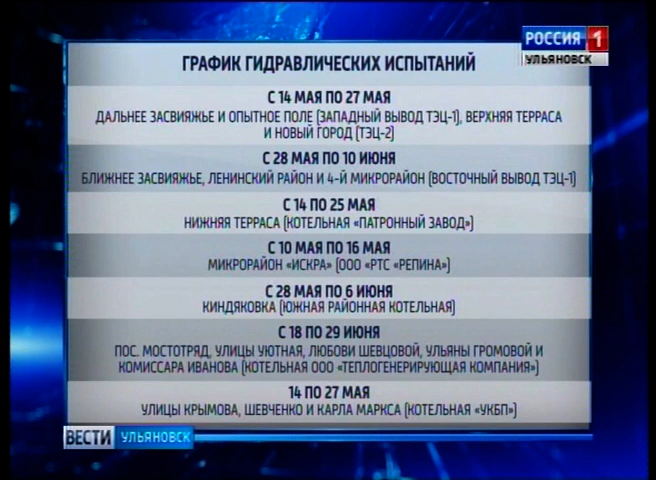 РОССИЯ 1
УЛЬЯНОВСК
ГРАФИК ГИДРАВЛИЧЕСКИХ ИСПЫТАНИЙ
С 14 МАЯ ПО 27 МАЯ
ДАЛЬНЕЕ ЗАСВИЯЖЬЕ И ОПЫТНОЕ ПОЛЕ (ЗАПАДНЫЙ ВЫВОД ТЭЦ-1), ВЕРХНЯЯ ТЕРРАСА
И НОВЫЙ ГОРОД (ТЭЦ-2)
С 28 МАЯ ПО 10 ИЮНЯ
БЛИЖНЕЕ ЗАСВИЯЖЬЕ, ЛЕНИНСКИЙ РАЙОН И 4-Й МИКРОРАЙОН (ВОСТОЧНЫЙ ВЫВОД ТЭЦ-1)
С 14 ПО 25 МАЯ
НИЖНЯЯ ТЕРРАСА (КОТЕЛЬНАЯ «ПАТРОННЫЙ ЗАВОД»)
С 10 МАЯ ПО 16 МАЯ
МИКРОРАЙОН «ИСКРА» (ООО «РТС «РЕПИНА»)
С 28 МАЯ ПО 6 ИЮНЯ
КИНДЯКОВКА (ЮЖНАЯ РАЙОННАЯ КОТЕЛЬНАЯ)
С 18 ПО 29 ИЮНЯ
ПОС. МОСТОТРЯД, УЛИЦЫ УЮТНАЯ, ЛЮБОВИ ШЕВЦОВОЙ, УЛЬЯНЫ ГРОМОВОЙ И
КОМИССАРА ИВАНОВА (КОТЕЛЬНАЯ ООО «ТЕПЛОГЕНЕРИРУЮЩАЯ КОМПАНИЯ»)
14 ПО 27 МАЯ
УЛИЦЫ КРЫМОВА, ШЕВЧЕНКО И КАРЛА МАРКСА (КОТЕЛЬНАЯ «УКБП»)
ВЕСТИ УЛЬЯНОВСК